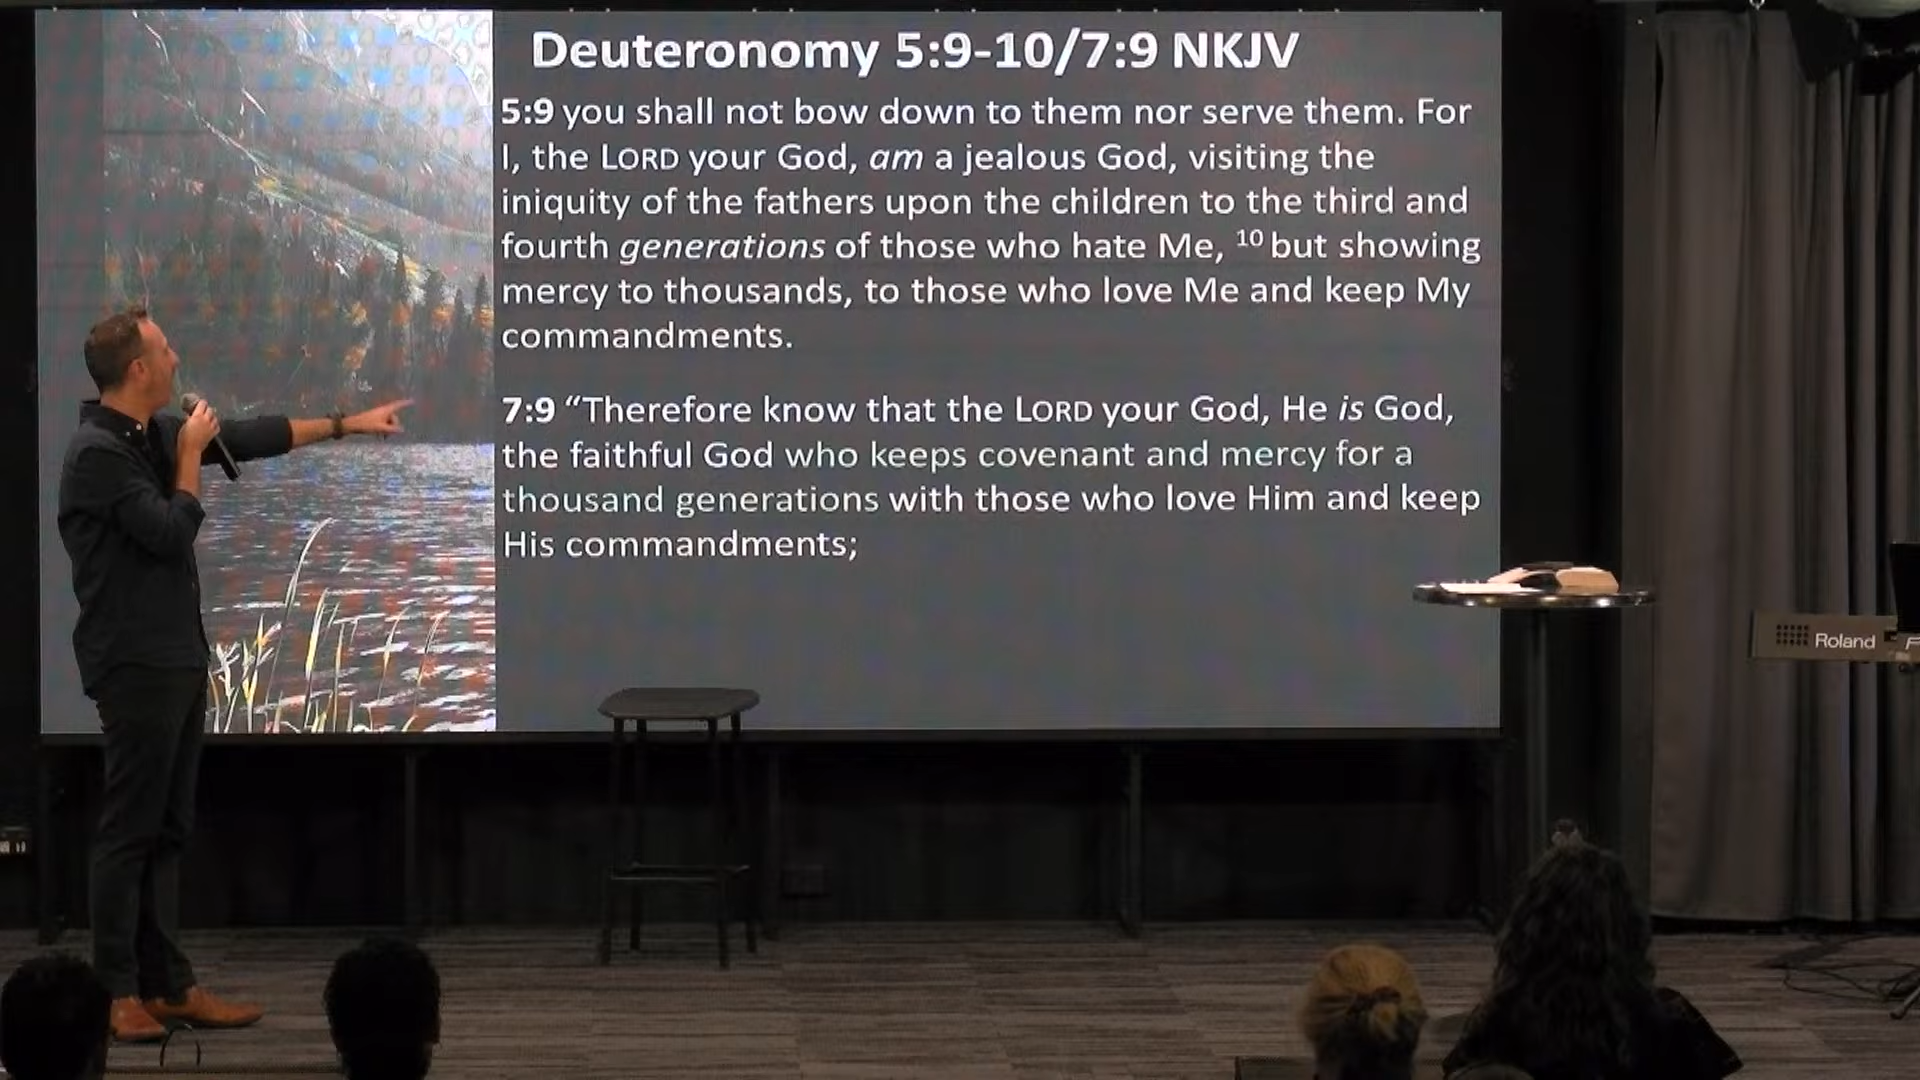 Deuteronomy 5:9-10/7:9 NKJV
5:9 you shall not bow down to them nor serve them. For
I, the LORD your God, am a jealous God, visiting the
iniquity of the fathers upon the children to the third and
fourth generations of those who hate Me, 10 but showing
mercy to thousands, to those who love Me and keep My
commandments.
7:9 “Therefore know that the LORD your God, He is God,
the faithful God who keeps covenant and mercy for a
thousand generations with those who love Him and keep
His commandments;
Roland